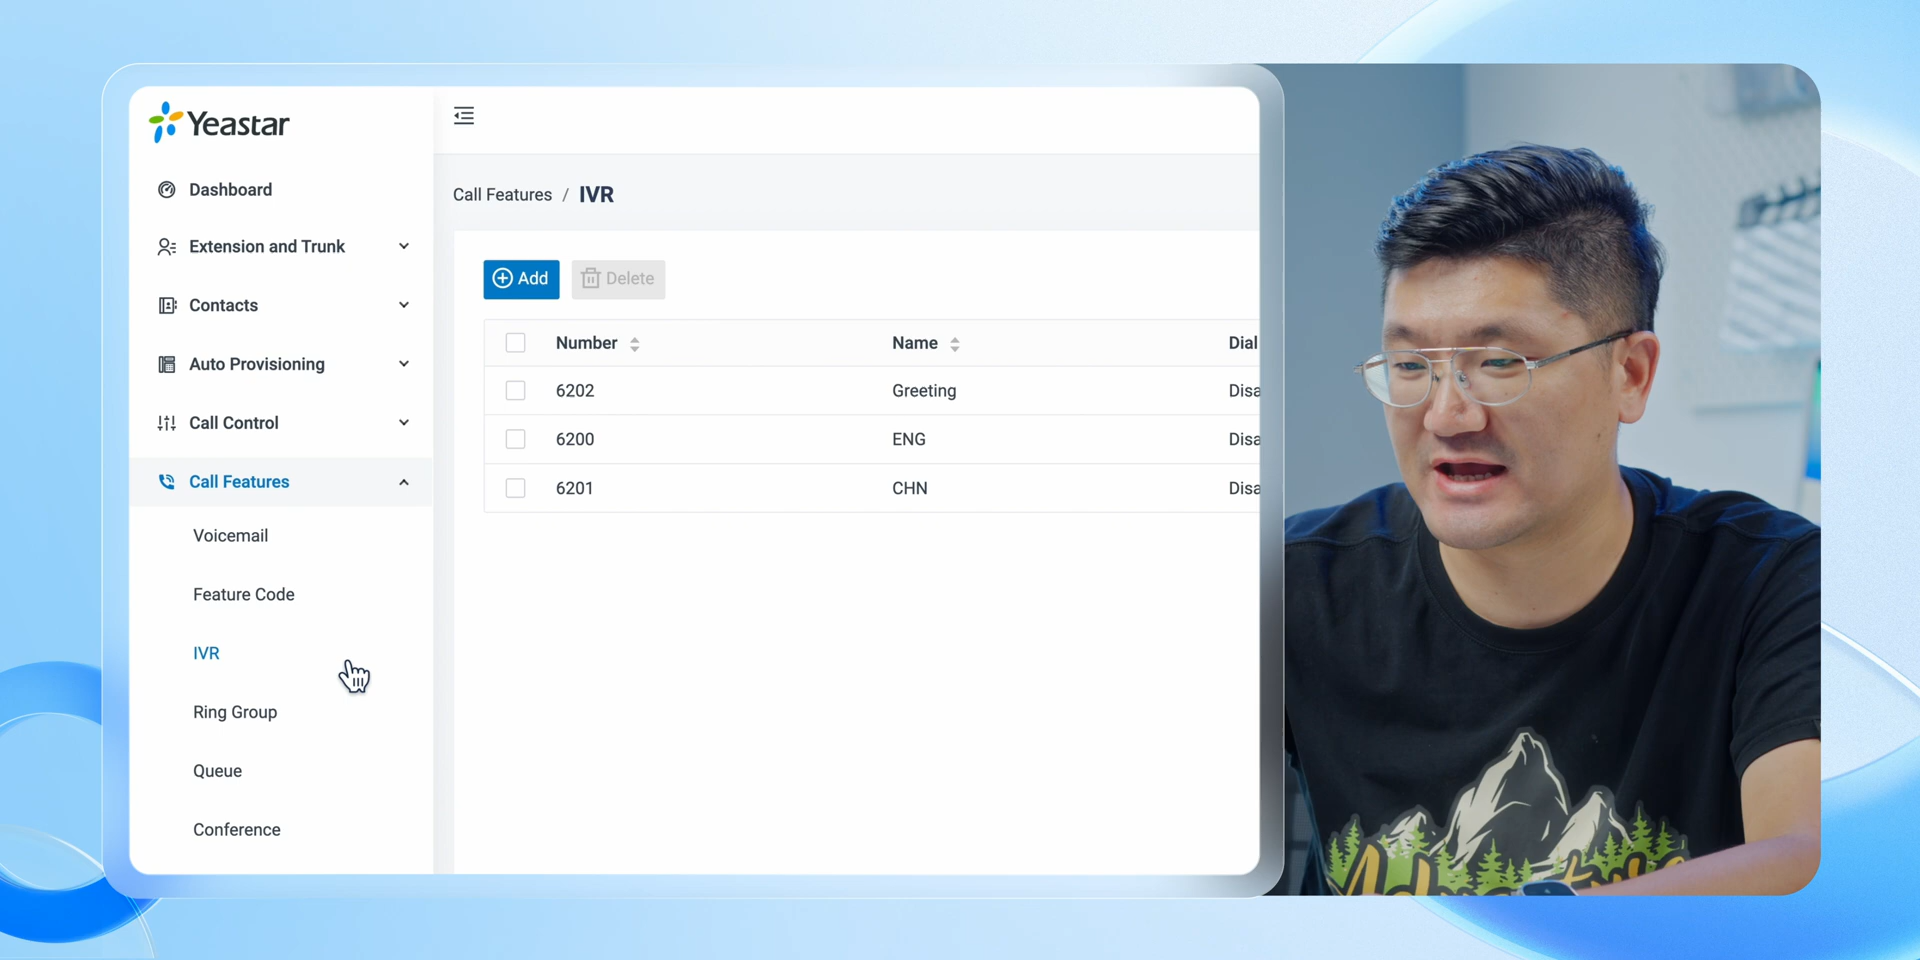 Yeastar
Dashboard
Extension and Trunk
Contacts
Auto Provisioning
Call Control
Call Features
Voicemail
Feature Code
IVR
Ring Group
Queue
Conference
Call Features / IVR
Add Delete
Number Name Dial
6202 Greeting Disa
6200 ENG Disa
6201 CHN Disa